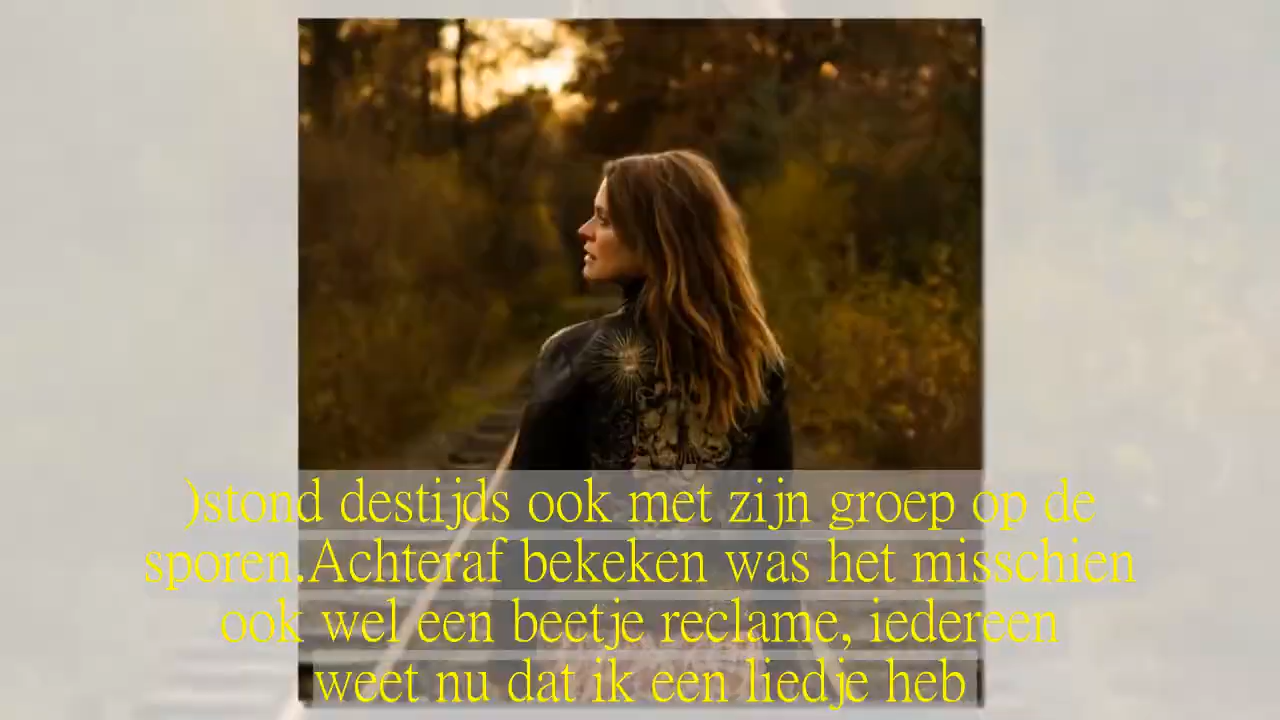 )stond destijds ook met zijn groep op de
sporen.Achteraf bekeken was het misschien
ook wel een beetje reclame, iedereen
weet nu dat ik een liedje heb